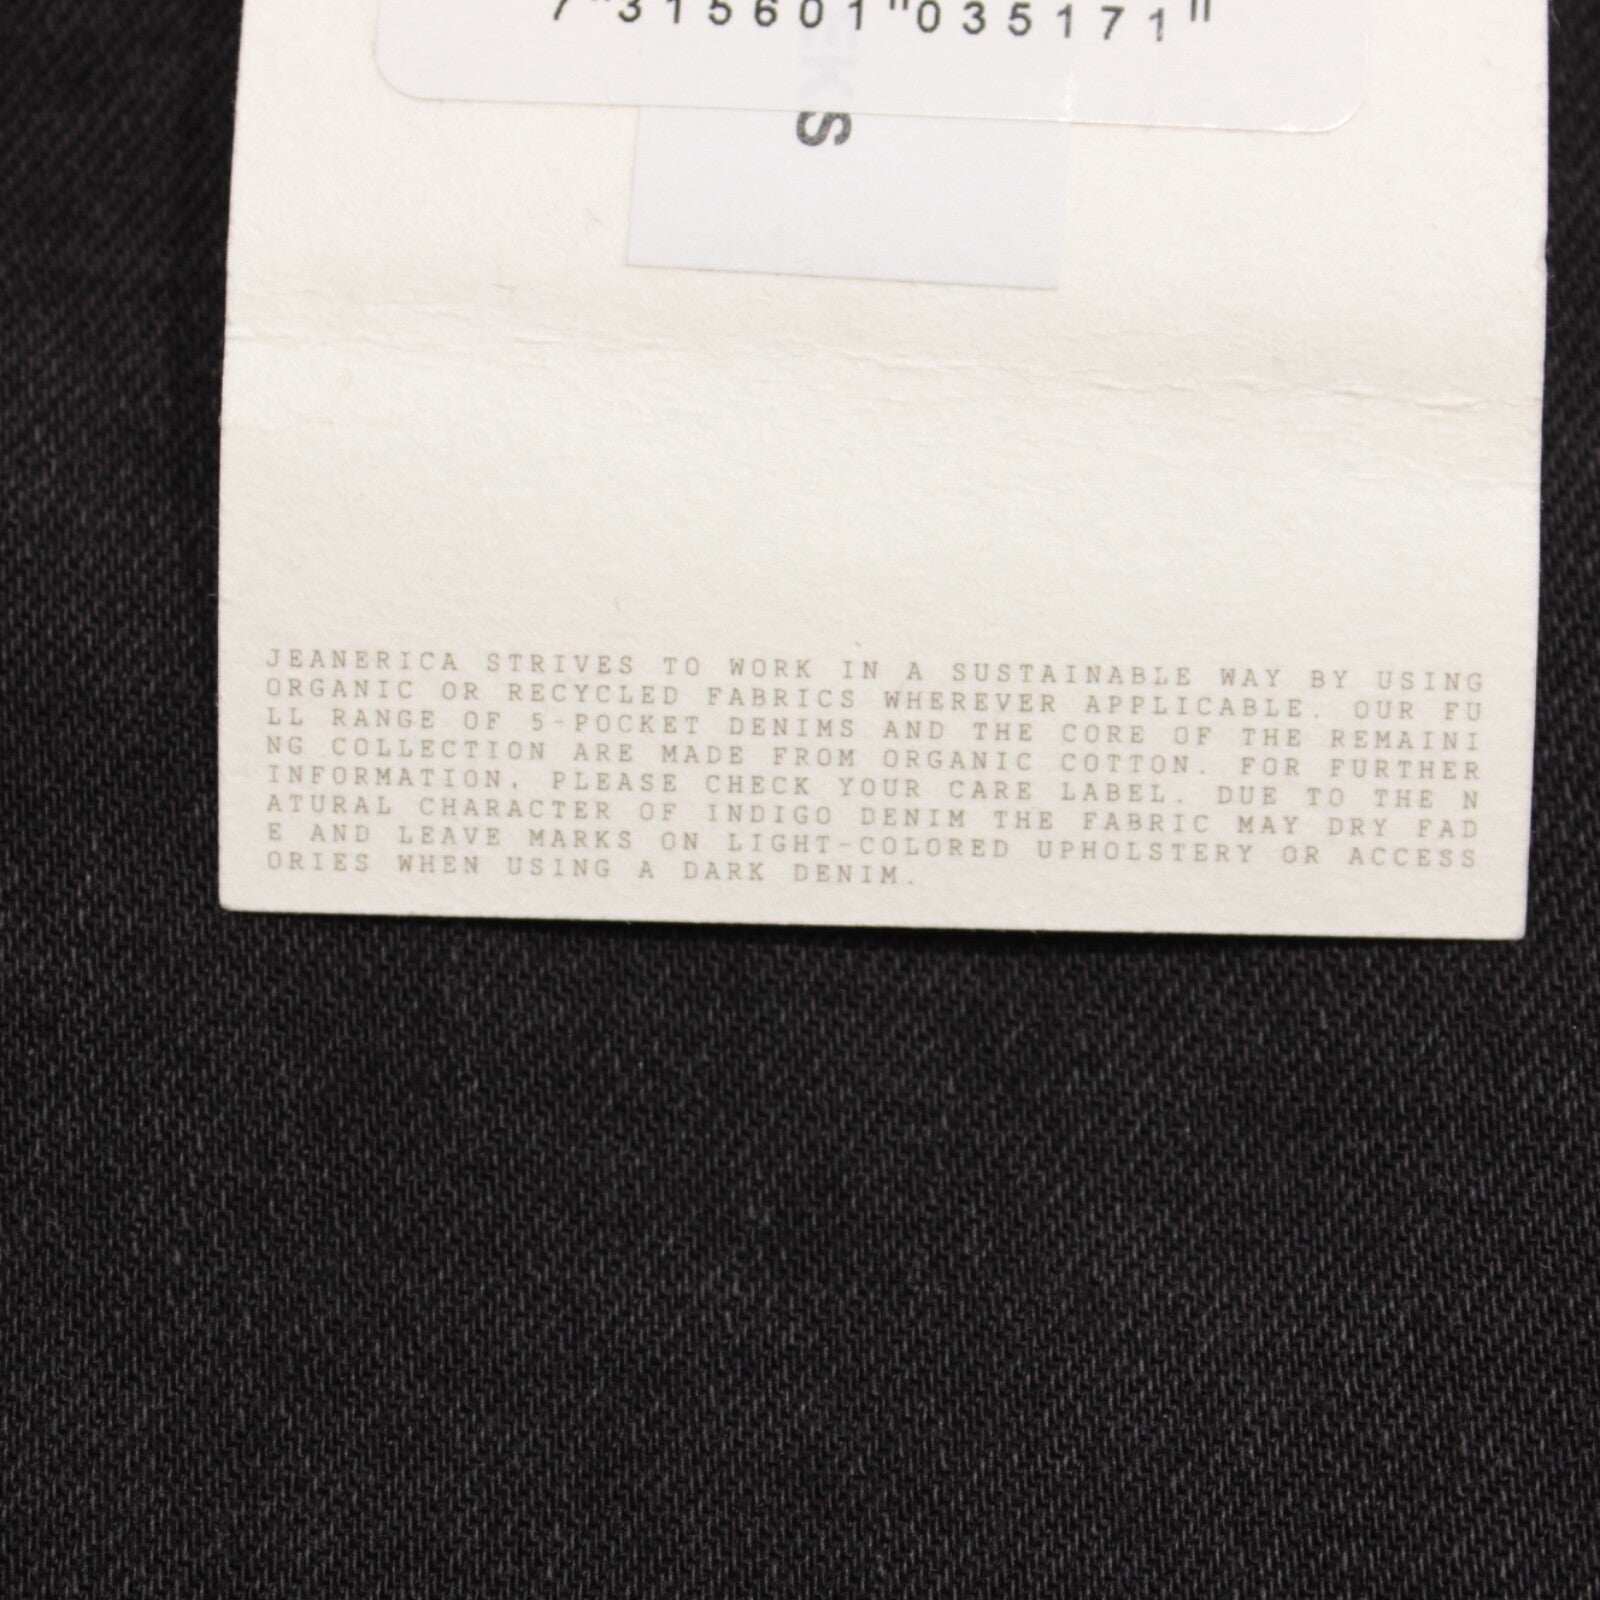 7"315601"035171"
S
JEANERICA STRIVES TO WORK IN A SUSTAINABLE WAY BY USING
ORGANIC OR RECYCLED FABRICS WHEREVER APPLICABLE. OUR FU
LL RANGE OF 5-POCKET DENIMS AND THE CORE OF THE REMAINI
NG COLLECTION ARE MADE FROM ORGANIC COTTON. FOR FURTHER
INFORMATION, PLEASE CHECK YOUR CARE LABEL. DUE TO THE N
ATURAL CHARACTER OF INDIGO DENIM THE FABRIC MAY DRY FAD
E AND LEAVE MARKS ON LIGHT-COLORED UPHOLSTERY OR ACCESS
ORIES WHEN USING A DARK DENIM.